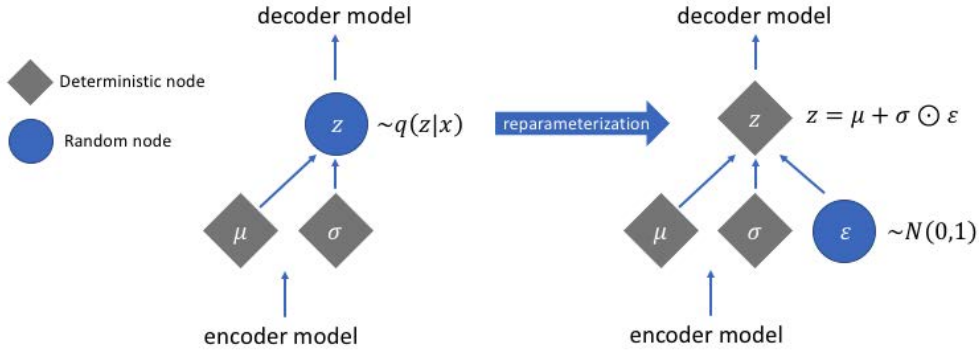 decoder model
decoder model
Deterministic node
Random node
z
~q(z|x)
reparameterization
z
z = μ + σ ⊙ ε
μ
σ
μ
σ
ε
~N(0,1)
encoder model
encoder model